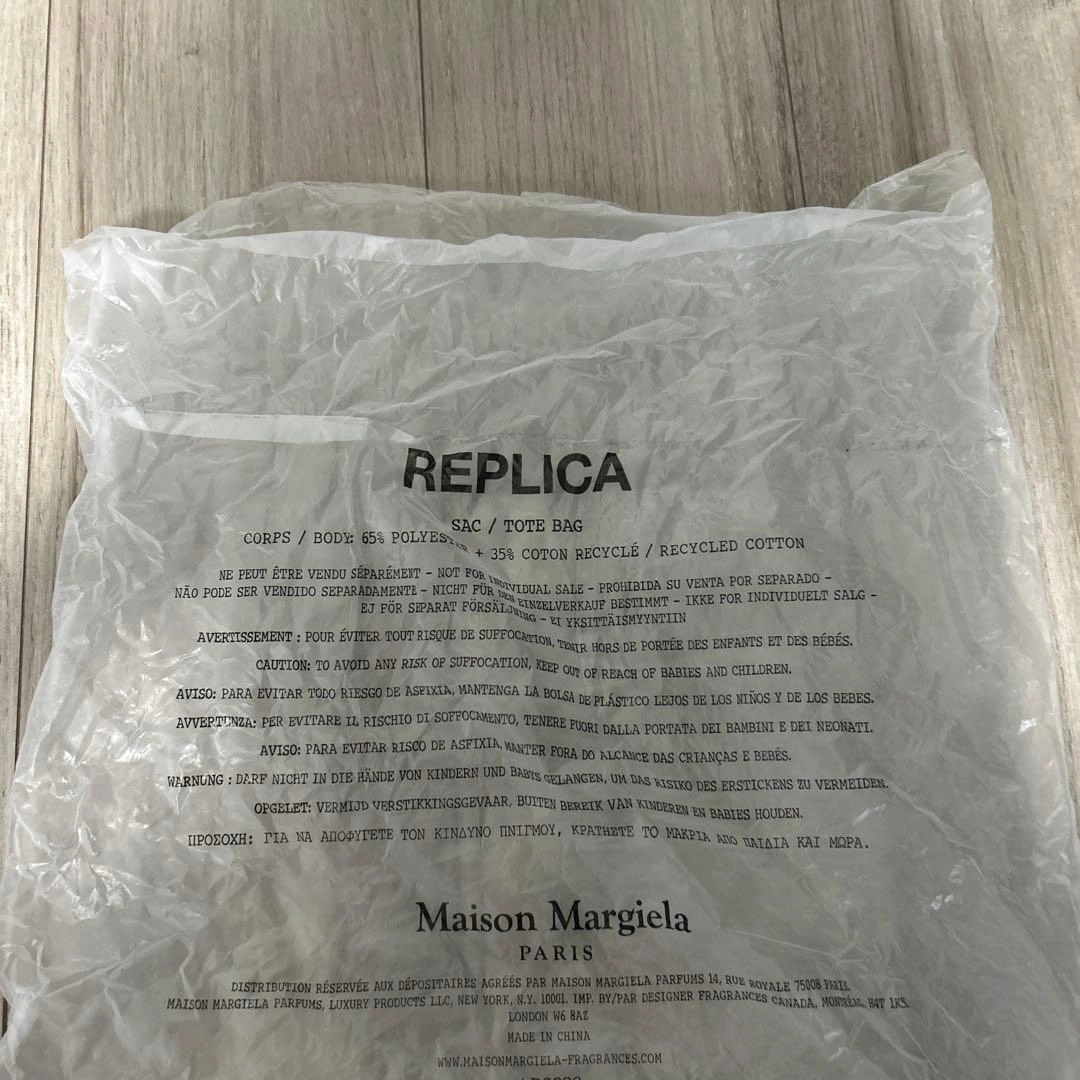 REPLICA
SAC / TOTE BAG
CORPS / BODY: 65% POLYESTER + 35% COTON RECYCLÉ / RECYCLED COTTON
NE PEUT ÊTRE VENDU SÉPARÉMENT - NOT FOR INDIVIDUAL SALE - PROHIBIDA SU VENTA POR SEPARADO -
NÃO PODE SER VENDIDO SEPARADAMENTE - NICHT FÜR DEN EINZELVERKAUF BESTIMMT - IKKE FOR INDIVIDUELT SALG -
EJ FÖR SEPARAT FÖRSÄLJNING - EI YKSITTÄISMYYNTIIN
AVERTISSEMENT : POUR ÉVITER TOUT RISQUE DE SUFFOCATION, TENIR HORS DE PORTÉE DES ENFANTS ET DES BÉBÉS.
CAUTION: TO AVOID ANY RISK OF SUFFOCATION, KEEP OUT OF REACH OF BABIES AND CHILDREN.
AVISO: PARA EVITAR TODO RIESGO DE ASFIXIA, MANTENGA LA BOLSA DE PLÁSTICO LEJOS DE LOS NIÑOS Y DE LOS BEBES.
AVVERTENZA: PER EVITARE IL RISCHIO DI SOFFOCAMENTO, TENERE FUORI DALLA PORTATA DEI BAMBINI E DEI NEONATI.
AVISO: PARA EVITAR RISCO DE ASFIXIA, MANTER FORA DO ALCANCE DAS CRIANÇAS E BEBÉS.
WARNUNG : DARF NICHT IN DIE HÄNDE VON KINDERN UND BABYS GELANGEN, UM DAS RISIKO DES ERSTICKENS ZU VERMEIDEN.
OPGELET: VERMIJD VERSTIKKINGSGEVAAR, BUITEN BEREIK VAN KINDEREN EN BABIES HOUDEN.
ΠΡΟΣΟΧΗ: ΓΙΑ ΝΑ ΑΠΟΦΥΓΕΤΕ ΤΟΝ ΚΙΝΔΥΝΟ ΠΝΙΓΜΟΥ, ΚΡΑΤΗΣΤΕ ΤΟ ΜΑΚΡΙΑ ΑΠΟ ΠΑΙΔΙΑ ΚΑΙ ΜΩΡΑ.
Maison Margiela
PARIS
DISTRIBUTION RÉSERVÉE AUX DÉPOSITAIRES AGRÉÉS PAR MAISON MARGIELA PARFUMS 14, RUE ROYALE 75008 PARIS.
MAISON MARGIELA PARFUMS, LUXURY PRODUCTS LLC, NEW YORK, N.Y. 10001. IMP. BY/PAR DESIGNER FRAGRANCES CANADA, MONTRÉAL, H4T 1K5.
LONDON W6 8AZ
MADE IN CHINA
WWW.MAISONMARGIELA-FRAGRANCES.COM